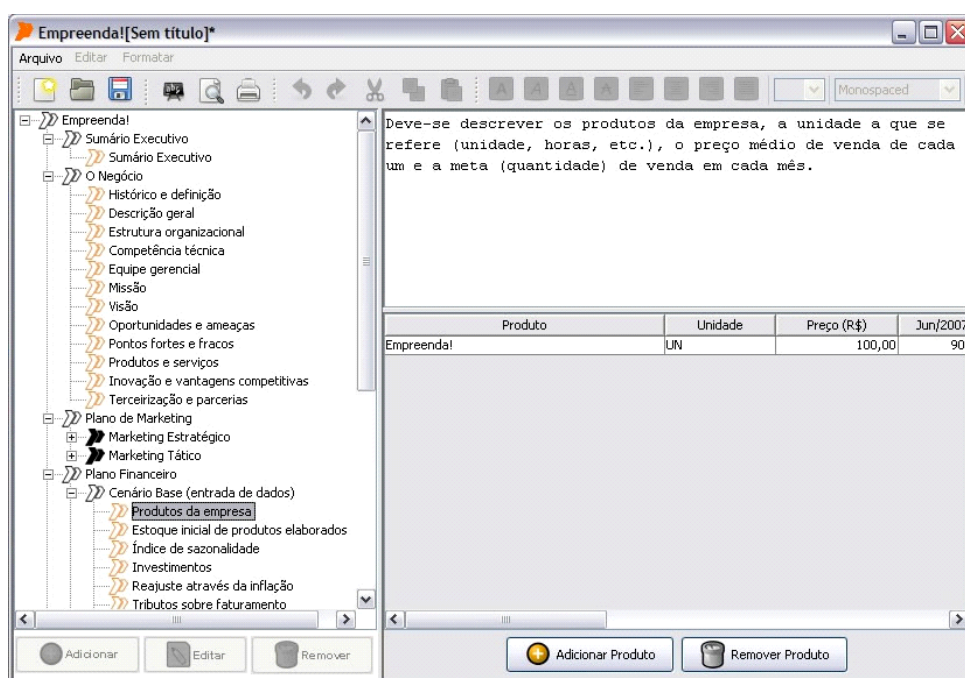 Empreenda![Sem título]*
Arquivo Editar Formatar
Monospaced
Empreenda!
Sumário Executivo
Sumário Executivo
O Negócio
Histórico e definição
Descrição geral
Estrutura organizacional
Competência técnica
Equipe gerencial
Missão
Visão
Oportunidades e ameaças
Pontos fortes e fracos
Produtos e serviços
Inovação e vantagens competitivas
Terceirização e parcerias
Plano de Marketing
Marketing Estratégico
Marketing Tático
Plano Financeiro
Cenário Base (entrada de dados)
Produtos da empresa
Estoque inicial de produtos elaborados
Índice de sazonalidade
Investimentos
Reajuste através da inflação
Tributos sobre faturamento
Adicionar Editar Remover
Deve-se descrever os produtos da empresa, a unidade a que se
refere (unidade, horas, etc.), o preço médio de venda de cada
um e a meta (quantidade) de venda em cada mês.
Produto Unidade Preço (R$) Jun/2007
Empreenda! UN 100,00 90
Adicionar Produto Remover Produto